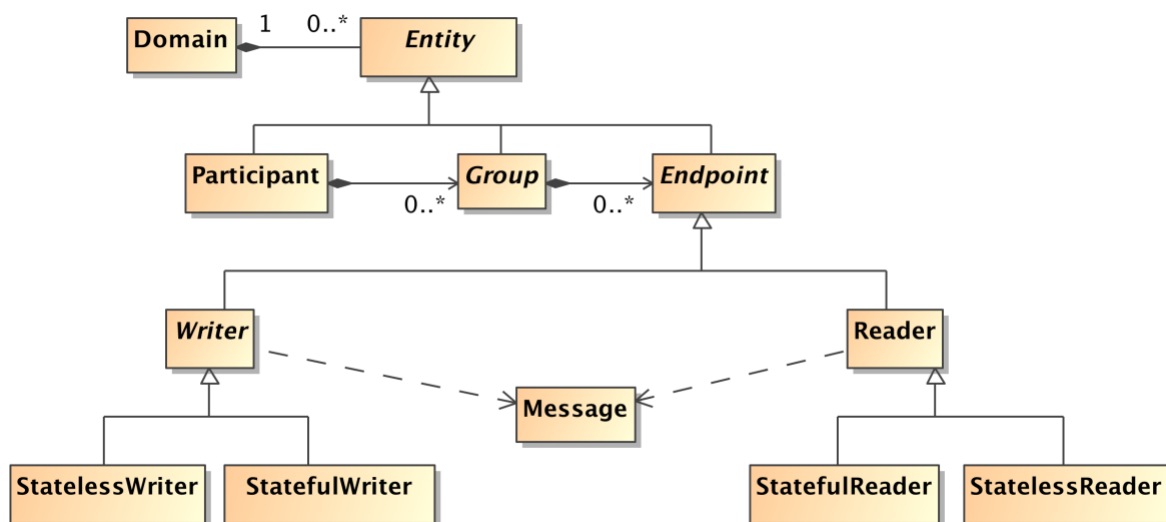 Domain
1
0..*
Entity
Participant
0..*
Group
0..*
Endpoint
Writer
Reader
Message
StatelessWriter
StatefulWriter
StatefulReader
StatelessReader